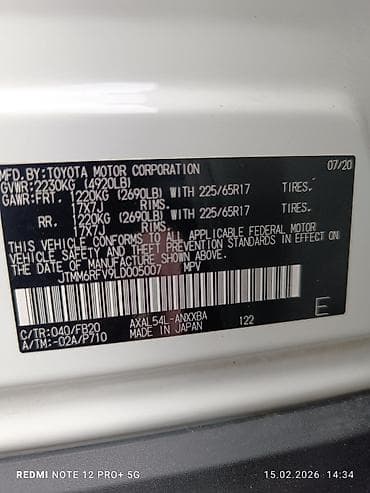 MFD.BY:TOYOTA MOTOR CORPORATION 07/20
GVWR:2230KG (4920LB)
GAWR:FRT. 1220KG (2690LB) WITH 225/65R17 TIRES.
17X7J RIMS.
RR. 1220KG (2690LB) WITH 225/65R17 TIRES.
17X7J RIMS.
THIS VEHICLE CONFORMS TO ALL APPLICABLE FEDERAL MOTOR
VEHICLE SAFETY AND THEFT PREVENTION STANDARDS IN EFFECT ON
THE DATE OF MANUFACTURE SHOWN ABOVE.
JTMM6RFV9LD005007 MPV
C/TR:040/FB20 AXAL54L-ANXXBA 122 E
A/TM:-02A/P710 MADE IN JAPAN
REDMI NOTE 12 PRO+ 5G 15.02.2026 14:34